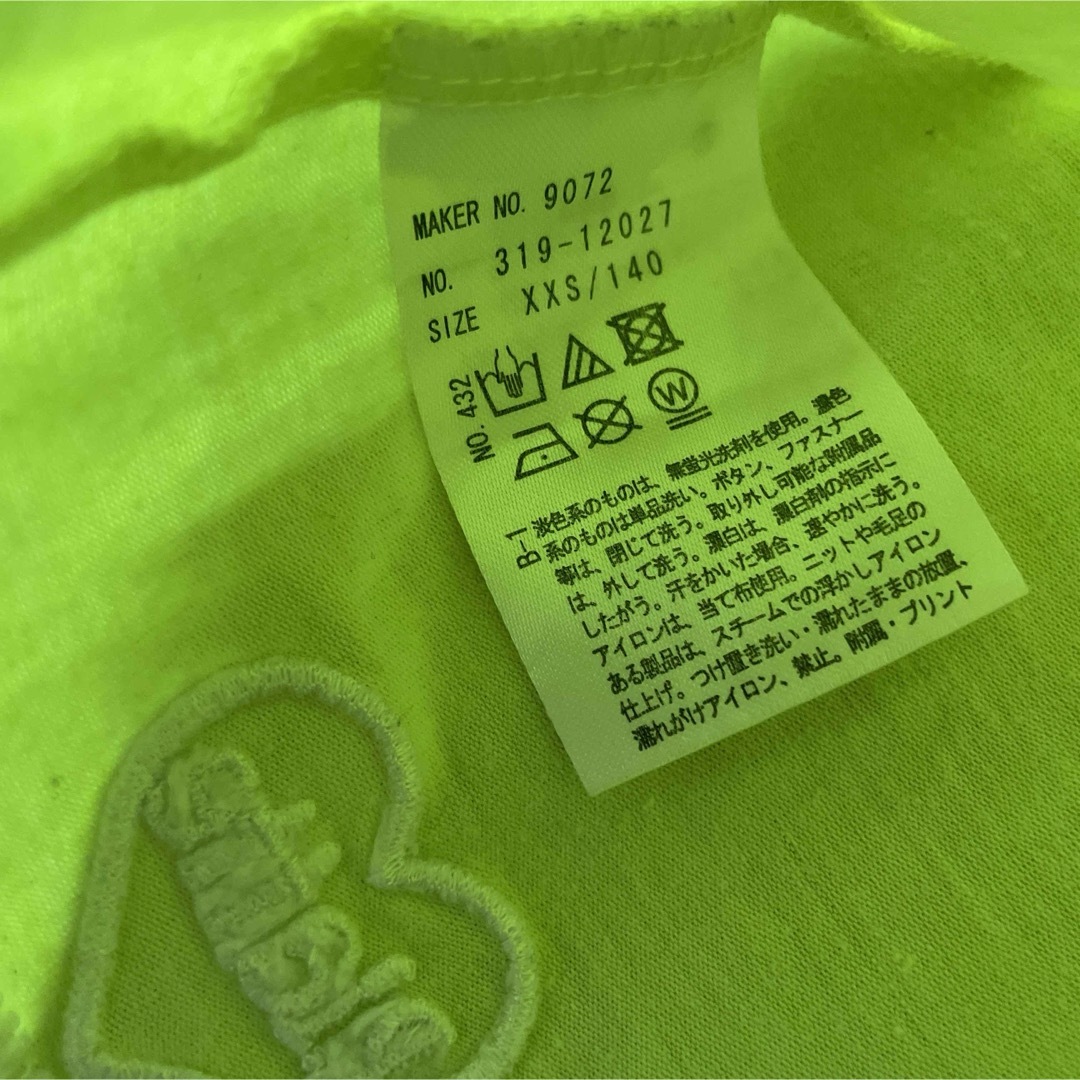 MAKER NO. 9072
NO. 319-12027
SIZE XXS/140
NO. 432
W
B-1 淡色系のものは、無蛍光洗剤を使用。濃色
系のものは単品洗い。ボタン、ファスナー
等は、閉じて洗う。取り外し可能な附属品
は、外して洗う。漂白は、漂白剤の指示に
したがう。汗をかいた場合、速やかに洗う。
アイロンは、当て布使用。ニットや毛足の
ある製品は、スチームでの浮かしアイロン
仕上げ。つけ置き洗い・濡れたままの放置、
濡れがけアイロン、禁止。附属・プリント